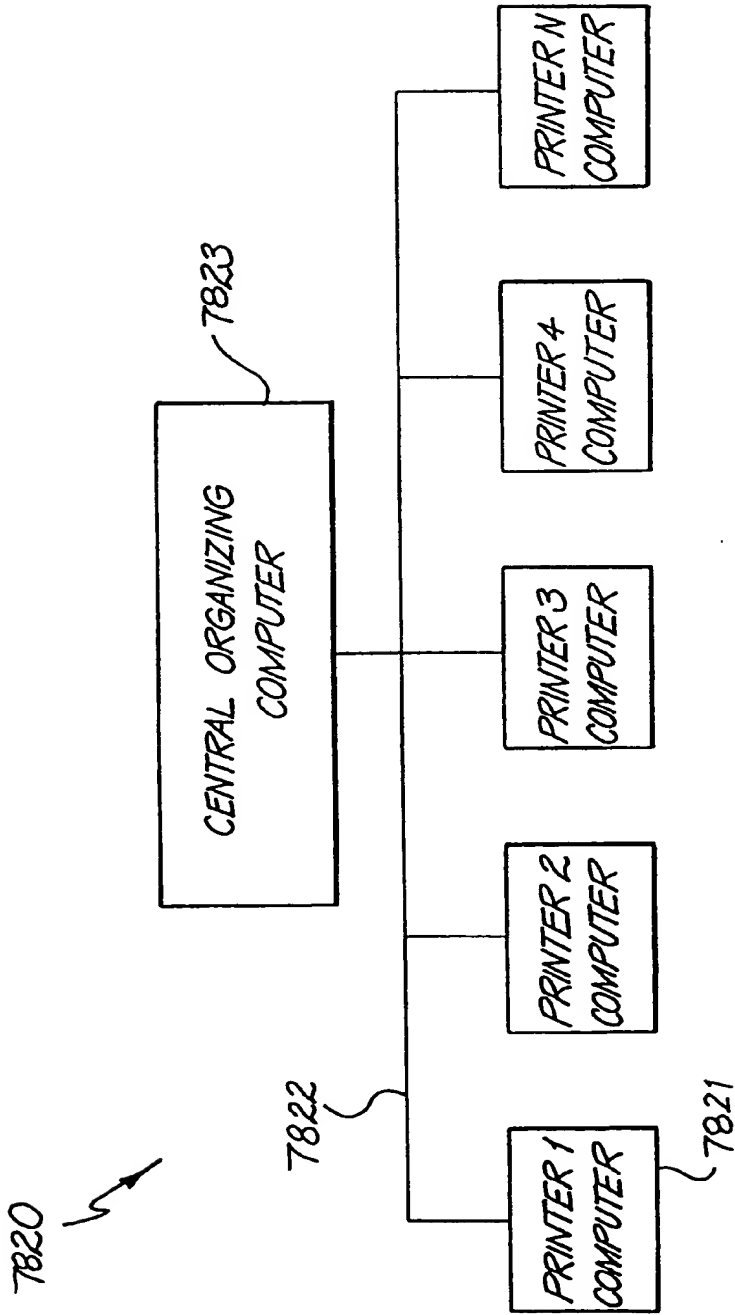 7820
CENTRAL ORGANIZING
COMPUTER
7823
7822
PRINTER 1
COMPUTER
PRINTER 2
COMPUTER
PRINTER 3
COMPUTER
PRINTER 4
COMPUTER
PRINTER N
COMPUTER
7821